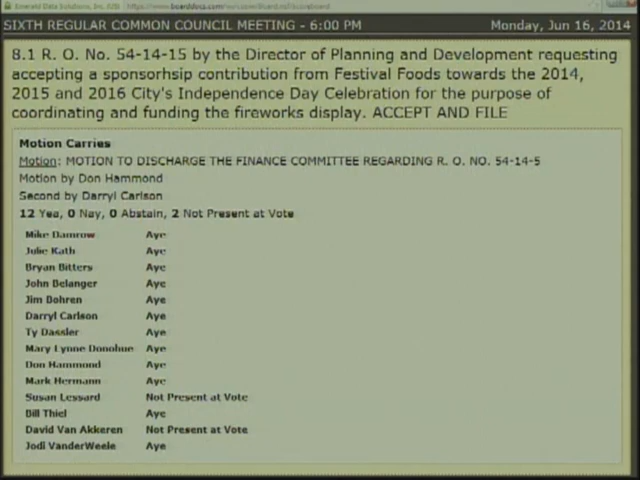 Emerald Data Solutions, Inc. [US]
SIXTH REGULAR COMMON COUNCIL MEETING - 6:00 PM
Monday, Jun 16, 2014
8.1 R. O. No. 54-14-15 by the Director of Planning and Development requesting
accepting a sponsorhsip contribution from Festival Foods towards the 2014,
2015 and 2016 City's Independence Day Celebration for the purpose of
coordinating and funding the fireworks display. ACCEPT AND FILE
Motion Carries
Motion: MOTION TO DISCHARGE THE FINANCE COMMITTEE REGARDING R. O. NO. 54-14-5
Motion by Don Hammond
Second by Darryl Carlson
12 Yea, 0 Nay, 0 Abstain, 2 Not Present at Vote
Mike Damrow Aye
Julie Kath Aye
Bryan Bitters Aye
John Belanger Aye
Jim Bohren Aye
Darryl Carlson Aye
Ty Dassler Aye
Mary Lynne Donohue Aye
Don Hammond Aye
Mark Hermann Aye
Susan Lessard Not Present at Vote
Bill Thiel Aye
David Van Akkeren Not Present at Vote
Jodi VanderWeele Aye